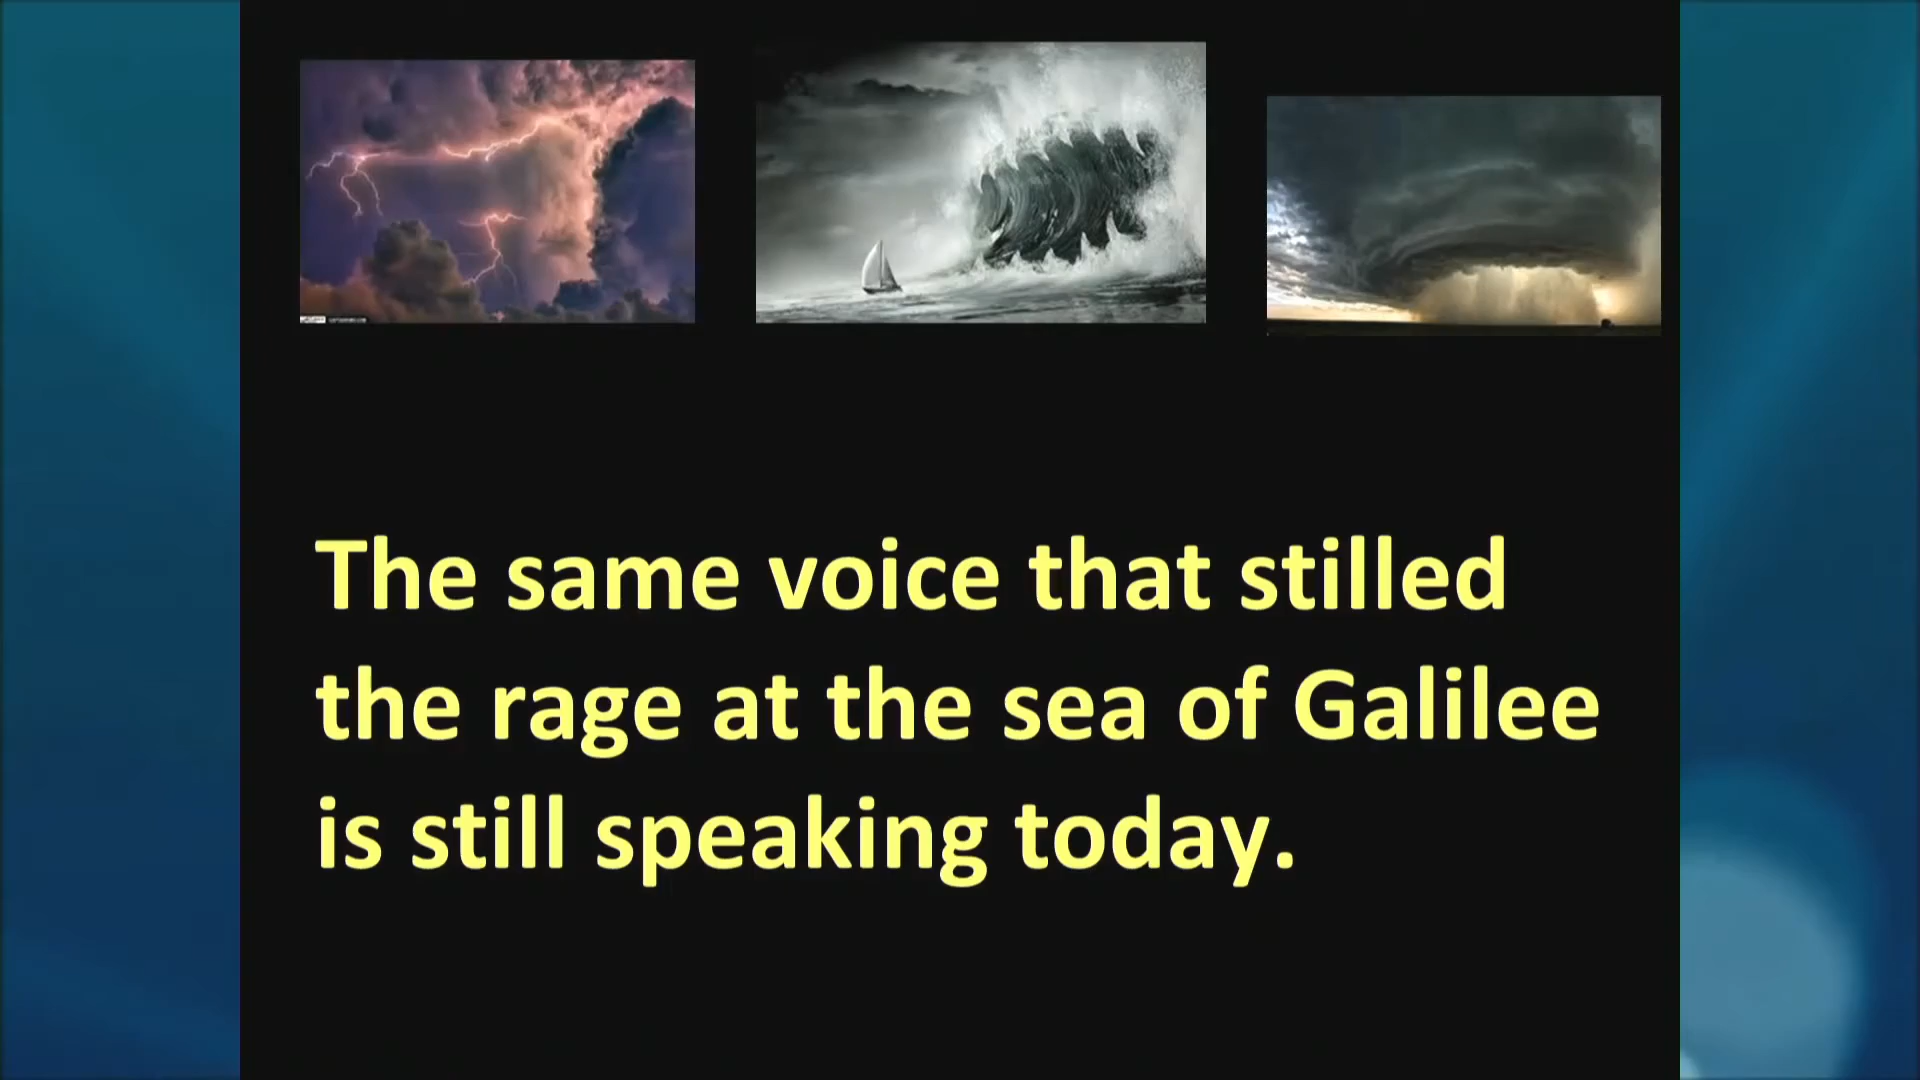 The same voice that stilled
the rage at the sea of Galilee
is still speaking today.